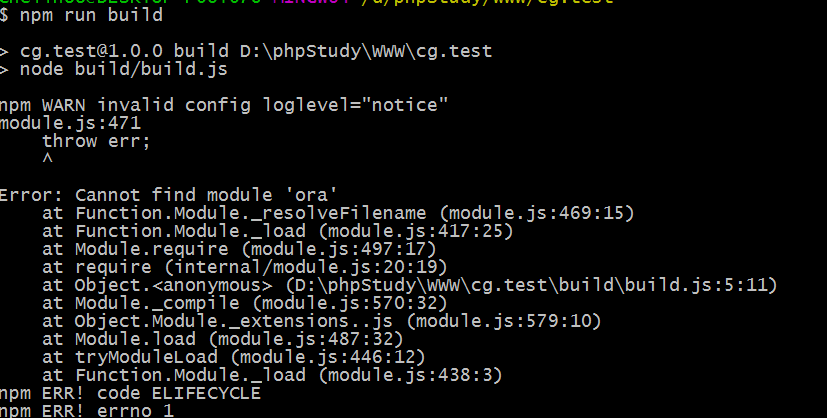 $ npm run build
> cg.test@1.0.0 build D:\phpStudy\WWW\cg.test
> node build/build.js
npm WARN invalid config loglevel="notice"
module.js:471
    throw err;
    ^
Error: Cannot find module 'ora'
    at Function.Module._resolveFilename (module.js:469:15)
    at Function.Module._load (module.js:417:25)
    at Module.require (module.js:497:17)
    at require (internal/module.js:20:19)
    at Object.<anonymous> (D:\phpStudy\WWW\cg.test\build\build.js:5:11)
    at Module._compile (module.js:570:32)
    at Object.Module._extensions..js (module.js:579:10)
    at Module.load (module.js:487:32)
    at tryModuleLoad (module.js:446:12)
    at Function.Module._load (module.js:438:3)
npm ERR! code ELIFECYCLE
npm ERR! errno 1